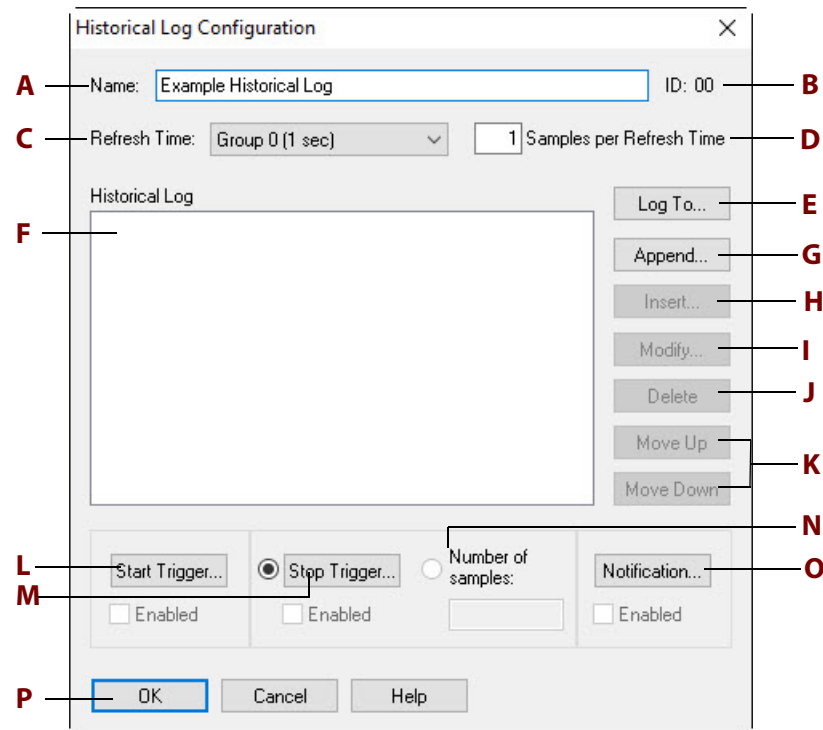 Historical Log Configuration
A Name: Example Historical Log ID: 00 B
C Refresh Time: Group 0 (1 sec) 1 Samples per Refresh Time D
Historical Log
Log To... E
F
Append... G
Insert... H
Modify... I
Delete J
Move Up
K
Move Down
N
Number of
samples:
L Start Trigger... Stop Trigger... Notification... O
M
Enabled Enabled Enabled
P OK Cancel Help